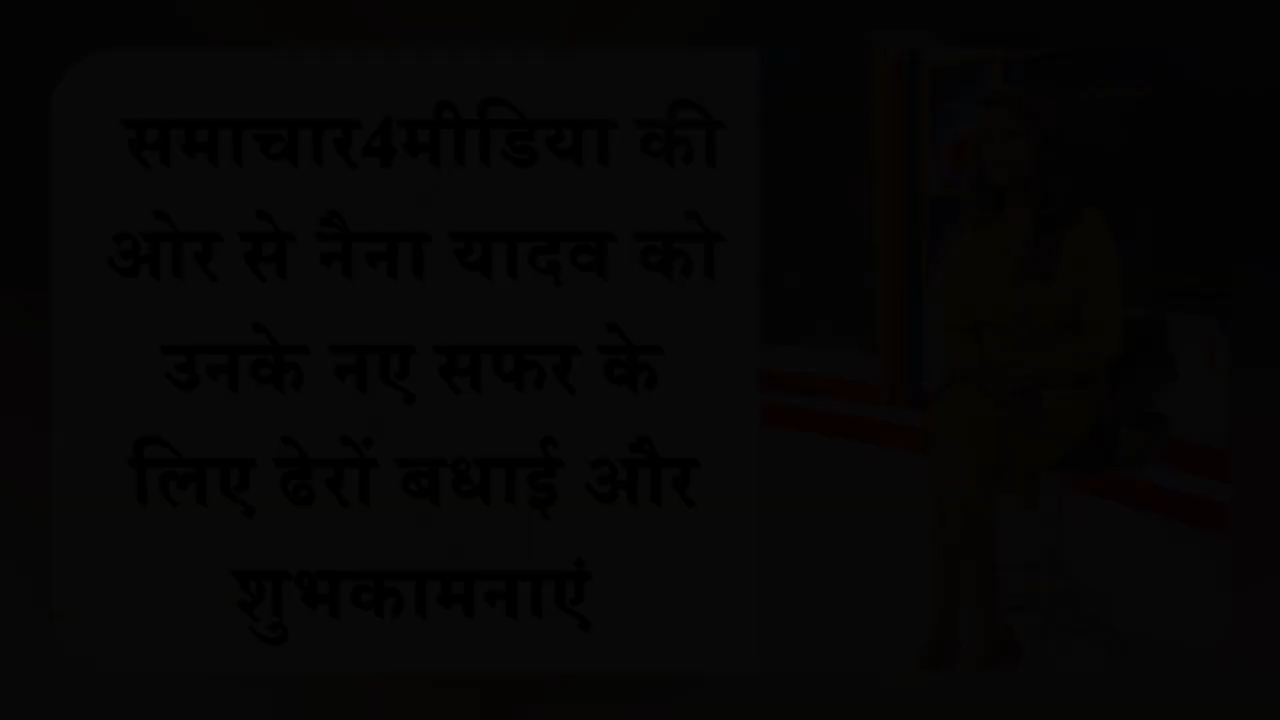 समाचार4मीडिया की
ओर से नैना यादव को
उनके नए सफर के
लिए ढेरों बधाई और
शुभकामनाएं